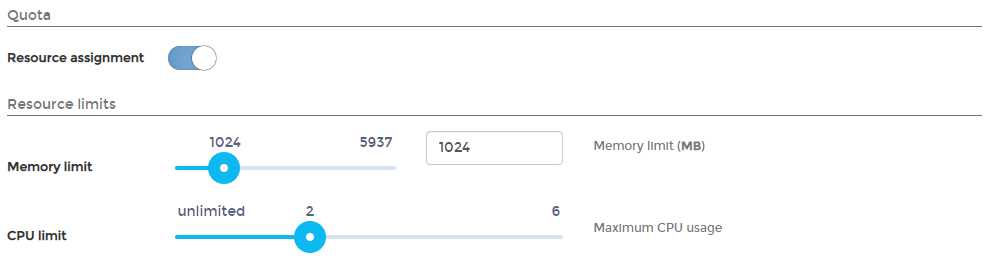 Quota
Resource assignment
Resource limits
1024 5937
Memory limit 1024 Memory limit (MB)
unlimited 2 6
CPU limit Maximum CPU usage